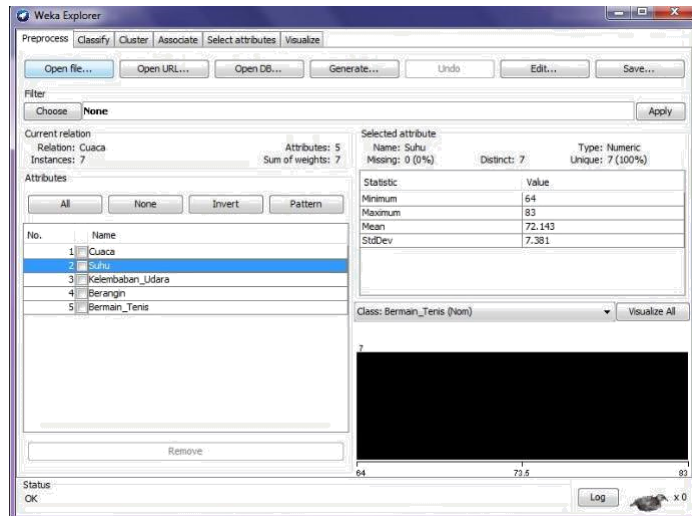 Weka Explorer
Preprocess Classify Cluster Associate Select attributes Visualize
Open file... Open URL... Open DB... Generate... Undo Edit... Save...
Filter
Choose None Apply
Current relation
Relation: Cuaca Attributes: 5
Instances: 7 Sum of weights: 7
Attributes
All None Invert Pattern
No. Name
1 Cuaca
2 Suhu
3 Kelembaban_Udara
4 Berangin
5 Bermain_Tenis
Remove
Selected attribute
Name: Suhu Type: Numeric
Missing: 0 (0%) Distinct: 7 Unique: 7 (100%)
Statistic Value
Minimum 64
Maximum 83
Mean 72.143
StdDev 7.381
Class: Bermain_Tenis (Nom) Visualize All
7
64 73.5 83
Status
OK
Log x 0